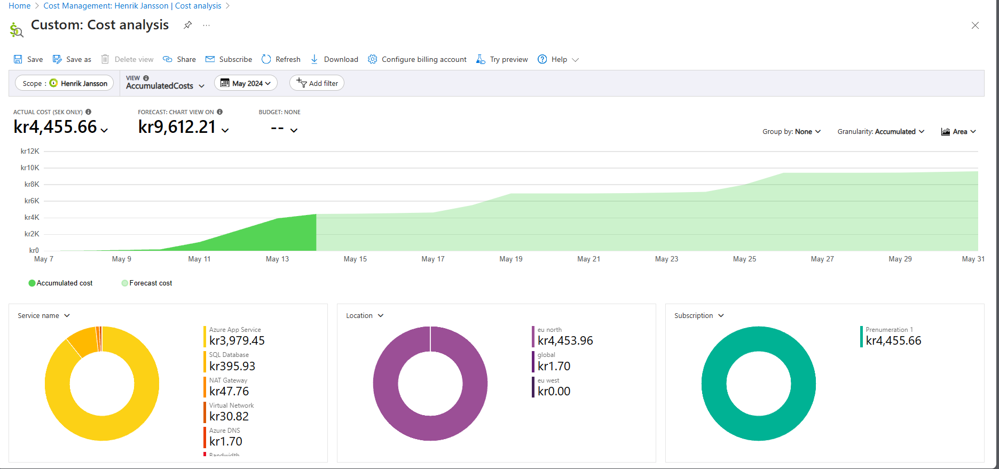 Home > Cost Management: Henrik Jansson | Cost analysis >
Custom: Cost analysis ...
Save Save as Delete view Share Subscribe Refresh Download Configure billing account Try preview Help
Scope : Henrik Jansson
VIEW
AccumulatedCosts
May 2024
Add filter
ACTUAL COST (SEK ONLY)
kr4,455.66
FORECAST: CHART VIEW ON
kr9,612.21
BUDGET: NONE
--
Group by: None Granularity: Accumulated Area
kr12K
kr10K
kr8K
kr6K
kr4K
kr2K
kr0
May 7 May 9 May 11 May 13 May 15 May 17 May 19 May 21 May 23 May 25 May 27 May 29 May 31
Accumulated cost Forecast cost
Service name
Azure App Service
kr3,979.45
SQL Database
kr395.93
NAT Gateway
kr47.76
Virtual Network
kr30.82
Azure DNS
kr1.70
Bandwidth
Location
eu north
kr4,453.96
global
kr1.70
eu west
kr0.00
Subscription
Prenumeration 1
kr4,455.66